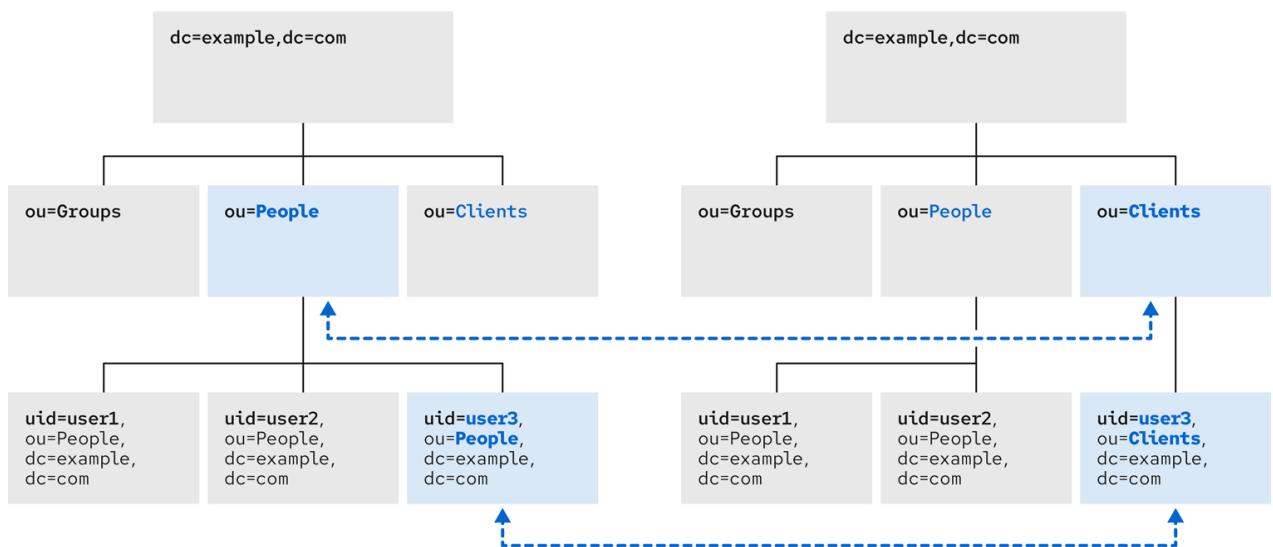 dc=example,dc=com
dc=example,dc=com
ou=Groups
ou=People
ou=Clients
ou=Groups
ou=People
ou=Clients
uid=user1,
ou=People,
dc=example,
dc=com
uid=user2,
ou=People,
dc=example,
dc=com
uid=user3,
ou=People,
dc=example,
dc=com
uid=user1,
ou=People,
dc=example,
dc=com
uid=user2,
ou=People,
dc=example,
dc=com
uid=user3,
ou=Clients,
dc=example,
dc=com